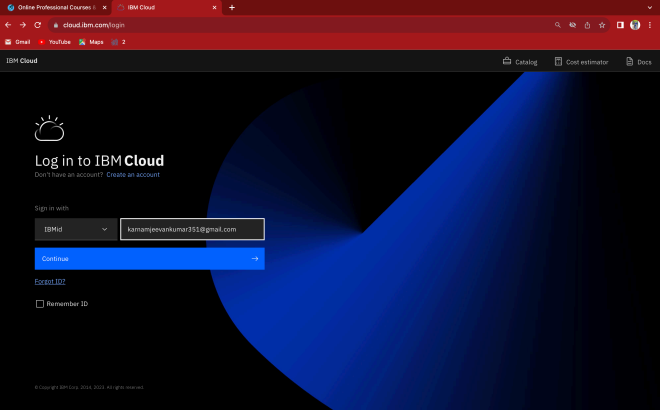 Online Professional Courses &
IBM Cloud
cloud.ibm.com/login
Gmail
YouTube
Maps
2
IBM Cloud
Catalog
Cost estimator
Docs
Log in to IBM Cloud
Don't have an account? Create an account
Sign in with
IBMid
karnamjeevankumar351@gmail.com
Continue
Forgot ID?
Remember ID
© Copyright IBM Corp. 2014, 2023. All rights reserved.